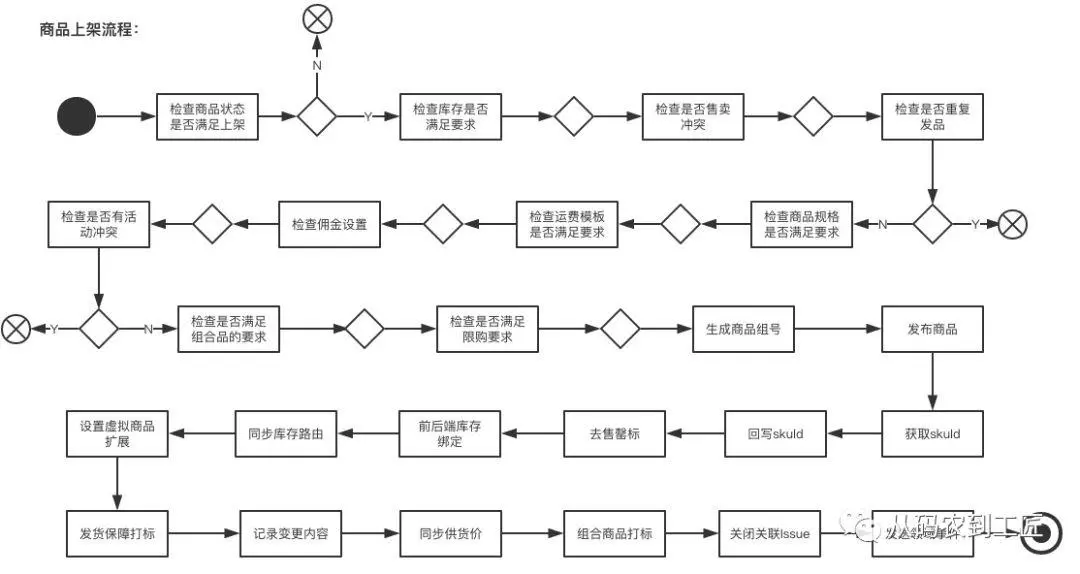 商品上架流程：
N
检查商品状态
是否满足上架
Y
检查库存是否
满足要求
检查是否售卖
冲突
检查是否重复
发品
检查是否有活
动冲突
检查佣金设置
检查运费模板
是否满足要求
检查商品规格
是否满足要求
N
Y
Y
N
检查是否满足
组合品的要求
检查是否满足
限购要求
生成商品组号
发布商品
设置虚拟商品
扩展
同步库存路由
前后端库存
绑定
去售罄标
回写skuId
获取skuId
发货保障打标
记录变更内容
同步供货价
组合商品打标
关闭关联Issue
从码农到工匠